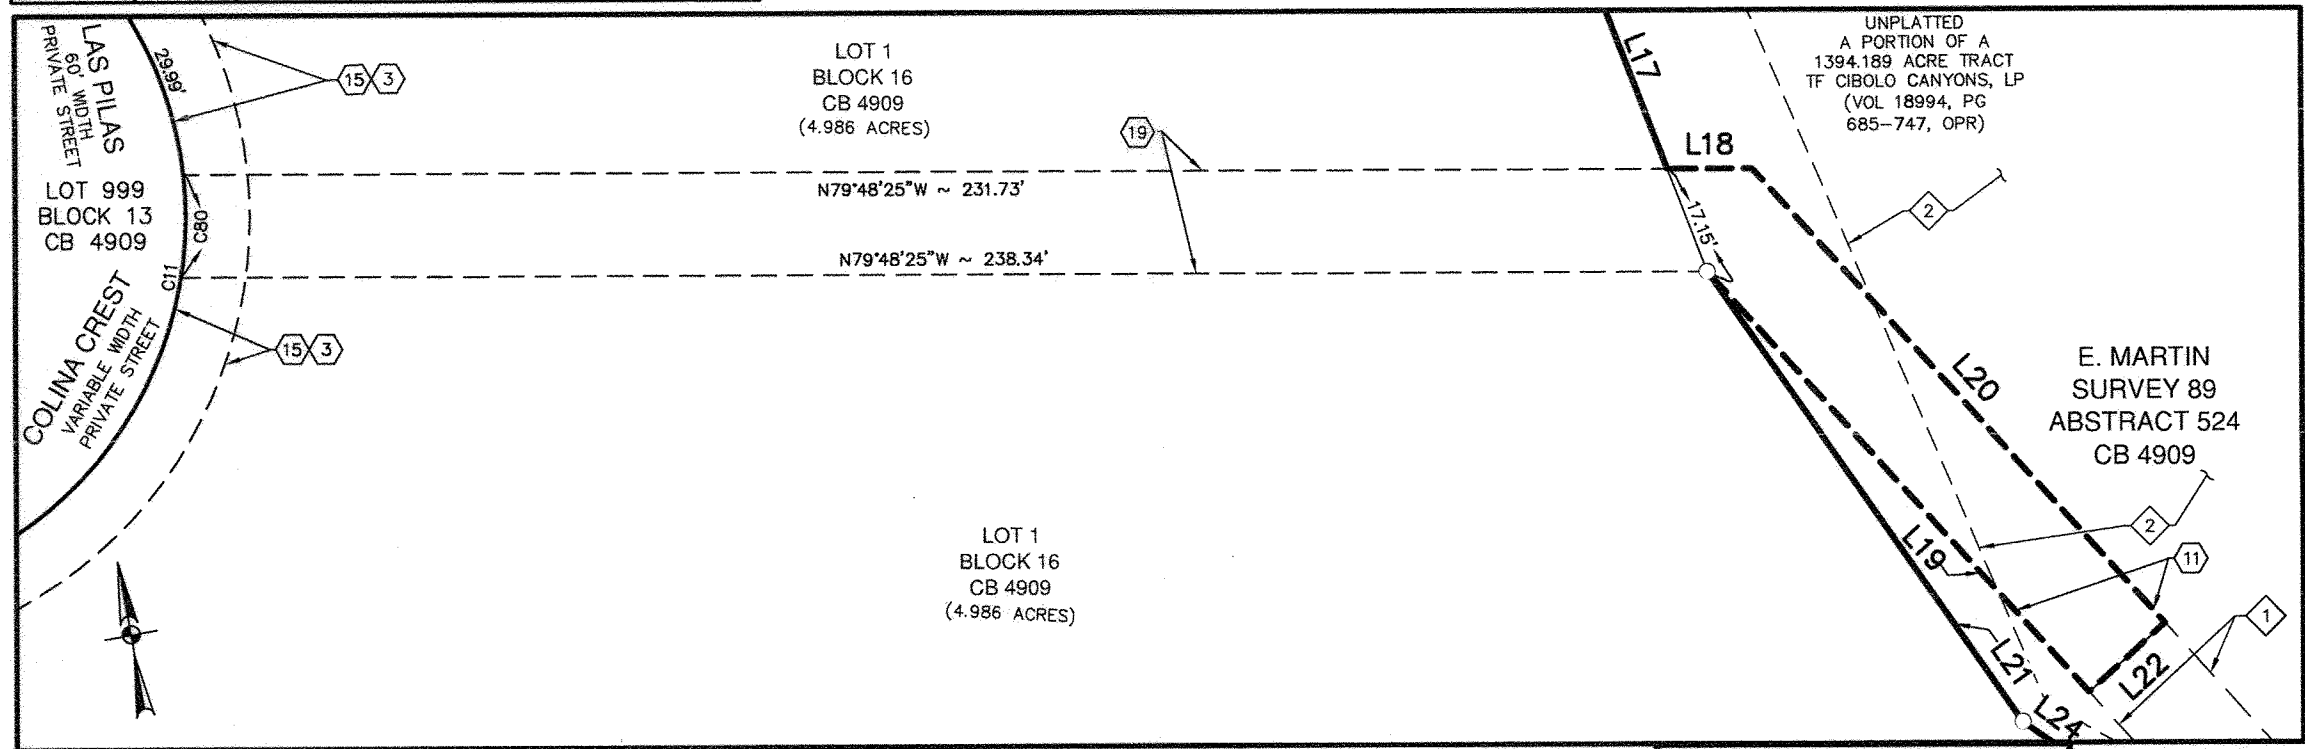 LAS PILAS
60' WIDTH
PRIVATE STREET
29.99'
15 3
LOT 1
BLOCK 16
CB 4909
(4.986 ACRES)
19
L17
UNPLATTED
A PORTION OF A
1394.189 ACRE TRACT
TF CIBOLO CANYONS, LP
(VOL 18994, PG
685-747, OPR)
L18
LOT 999
BLOCK 13
CB 4909
C80
N79°48'25"W ~ 231.73'
17.15'
2
C11
N79°48'25"W ~ 238.34'
COLINA CREST
VARIABLE WIDTH
PRIVATE STREET
15 3
L20
E. MARTIN
SURVEY 89
ABSTRACT 524
CB 4909
LOT 1
BLOCK 16
CB 4909
(4.986 ACRES)
2
L19
11
1
L21
L22
L24